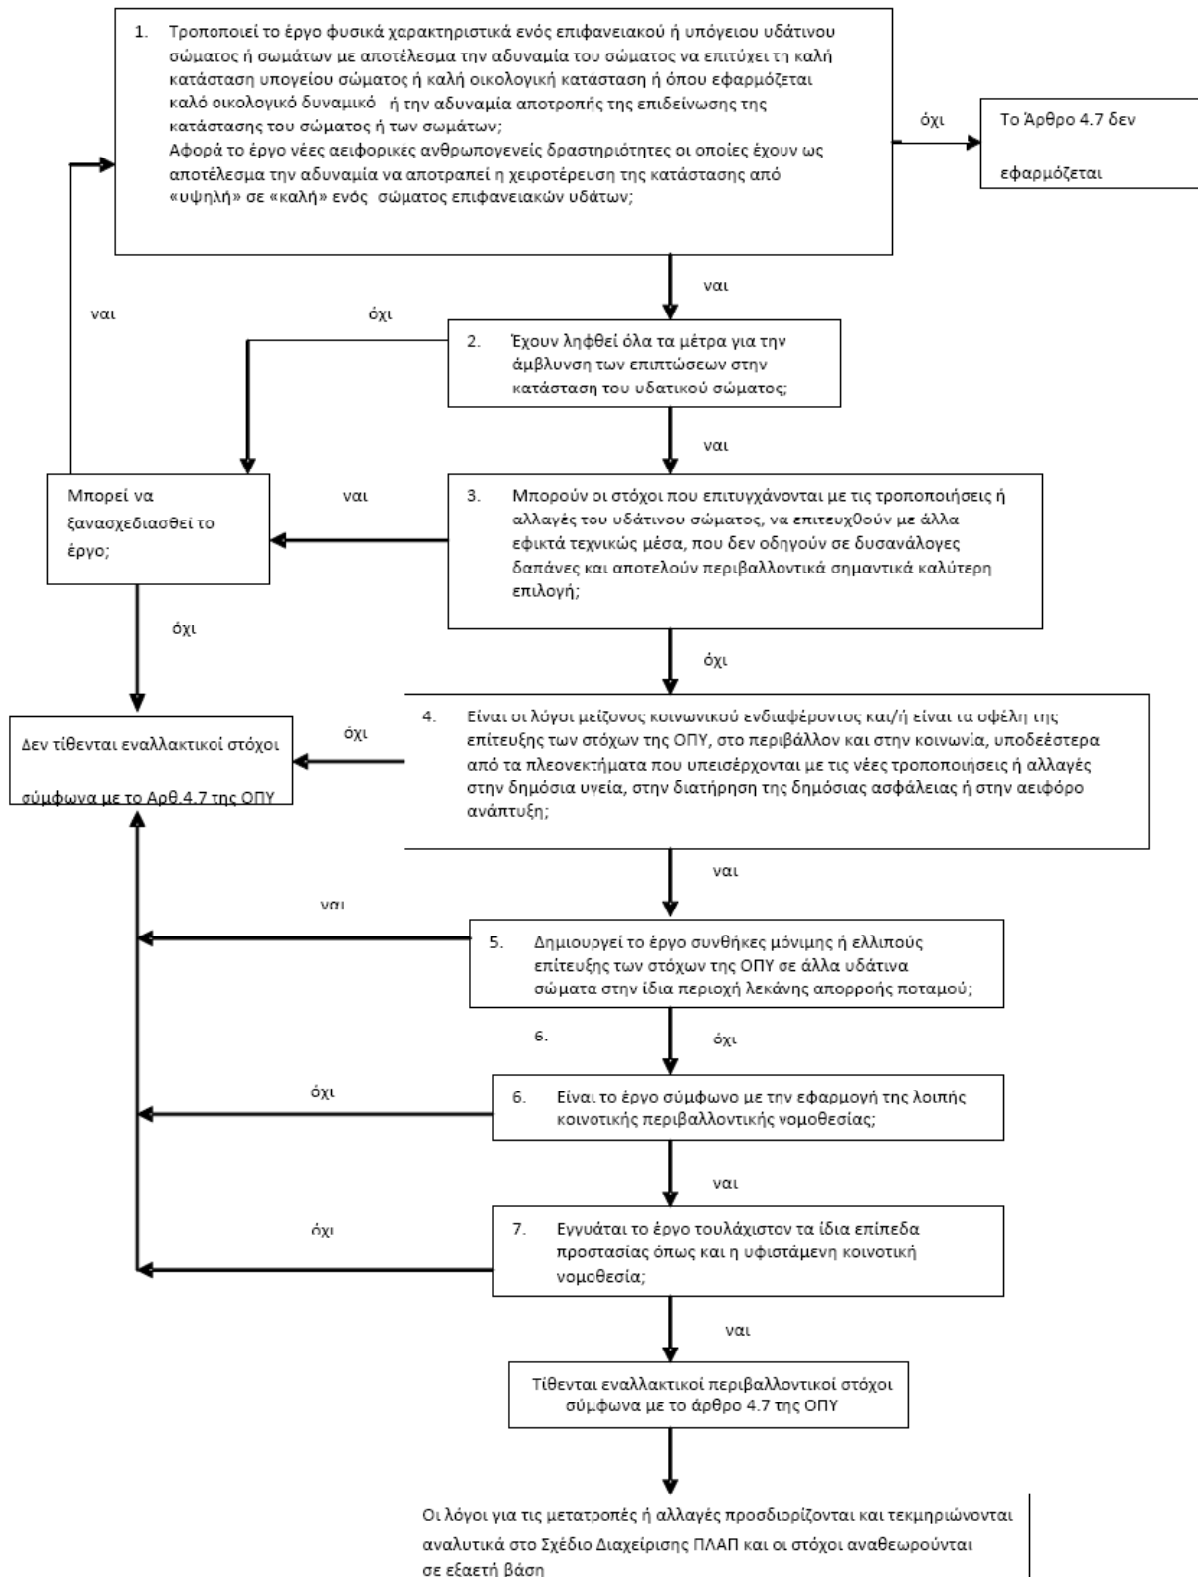 1. Τροποποιεί το έργο φυσικά χαρακτηριστικά ενός επιφανειακού ή υπόγειου υδάτινου
σώματος ή σωμάτων με αποτέλεσμα την αδυναμία του σώματος να επιτύχει τη καλή
κατάσταση υπογείου σώματος ή καλή οικολογική κατάσταση ή όπου εφαρμόζεται
καλό οικολογικό δυναμικό ή την αδυναμία αποτροπής της επιδείνωσης της
κατάστασης του σώματος ή των σωμάτων;
Αφορά το έργο νέες αειφορικές ανθρωπογενείς δραστηριότητες οι οποίες έχουν ως
αποτέλεσμα την αδυναμία να αποτραπεί η χειροτέρευση της κατάστασης από
«υψηλή» σε «καλή» ενός σώματος επιφανειακών υδάτων;
όχι
Το Άρθρο 4.7 δεν
εφαρμόζεται
ναι
ναι
όχι
2. Έχουν ληφθεί όλα τα μέτρα για την
άμβλυνση των επιπτώσεων στην
κατάσταση του υδατικού σώματος;
ναι
Μπορεί να
ξανασχεδιασθεί το
έργο;
ναι
3. Μπορούν οι στόχοι που επιτυγχάνονται με τις τροποποιήσεις ή
αλλαγές του υδάτινου σώματος, να επιτευχθούν με άλλα
εφικτά τεχνικώς μέσα, που δεν οδηγούν σε δυσανάλογες
δαπάνες και αποτελούν περιβαλλοντικά σημαντικά καλύτερη
επιλογή;
όχι
όχι
Δεν τίθενται εναλλακτικοί στόχοι
σύμφωνα με το Αρθ.4.7 της ΟΠΥ
όχι
4. Είναι οι λόγοι μείζονος κοινωνικού ενδιαφέροντος και/ή είναι τα οφέλη της
επίτευξης των στόχων της ΟΠΥ, στο περιβάλλον και στην κοινωνία, υποδεέστερα
από τα πλεονεκτήματα που υπεισέρχονται με τις νέες τροποποιήσεις ή αλλαγές
στην δημόσια υγεία, στην διατήρηση της δημόσιας ασφάλειας ή στην αειφόρο
ανάπτυξη;
ναι
ναι
5. Δημιουργεί το έργο συνθήκες μόνιμης ή ελλιπούς
επίτευξης των στόχων της ΟΠΥ σε άλλα υδάτινα
σώματα στην ίδια περιοχή λεκάνης απορροής ποταμού;
6.
όχι
όχι
6. Είναι το έργο σύμφωνο με την εφαρμογή της λοιπής
κοινοτικής περιβαλλοντικής νομοθεσίας;
ναι
όχι
7. Εγγυάται το έργο τουλάχιστον τα ίδια επίπεδα
προστασίας όπως και η υφιστάμενη κοινοτική
νομοθεσία;
ναι
Τίθενται εναλλακτικοί περιβαλλοντικοί στόχοι
σύμφωνα με το άρθρο 4.7 της ΟΠΥ
Οι λόγοι για τις μετατροπές ή αλλαγές προσδιορίζονται και τεκμηριώνονται
αναλυτικά στο Σχέδιο Διαχείρισης ΠΛΑΠ και οι στόχοι αναθεωρούνται
σε εξαετή βάση